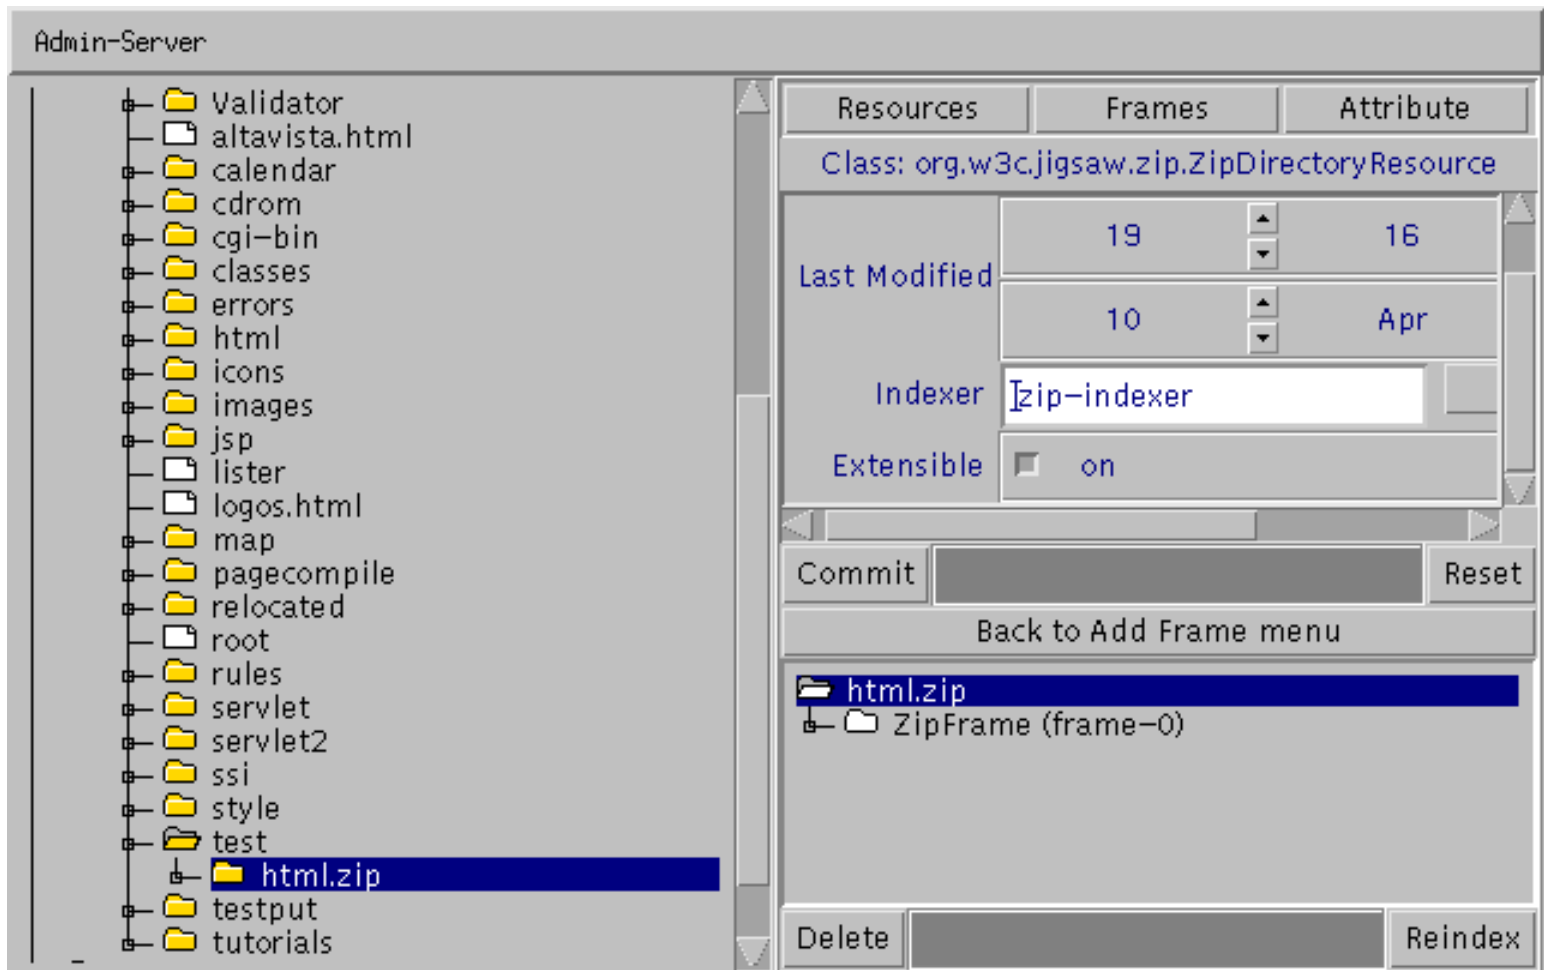 Admin-Server
Validator
altavista.html
calendar
cdrom
cgi-bin
classes
errors
html
icons
images
jsp
lister
logos.html
map
pagecompile
relocated
root
rules
servlet
servlet2
ssi
style
test
html.zip
testput
tutorials
Resources Frames Attribute
Class: org.w3c.jigsaw.zip.ZipDirectoryResource
Last Modified
19 16
10 Apr
Indexer zip-indexer
Extensible on
Commit Reset
Back to Add Frame menu
html.zip
ZipFrame (frame-0)
Delete Reindex